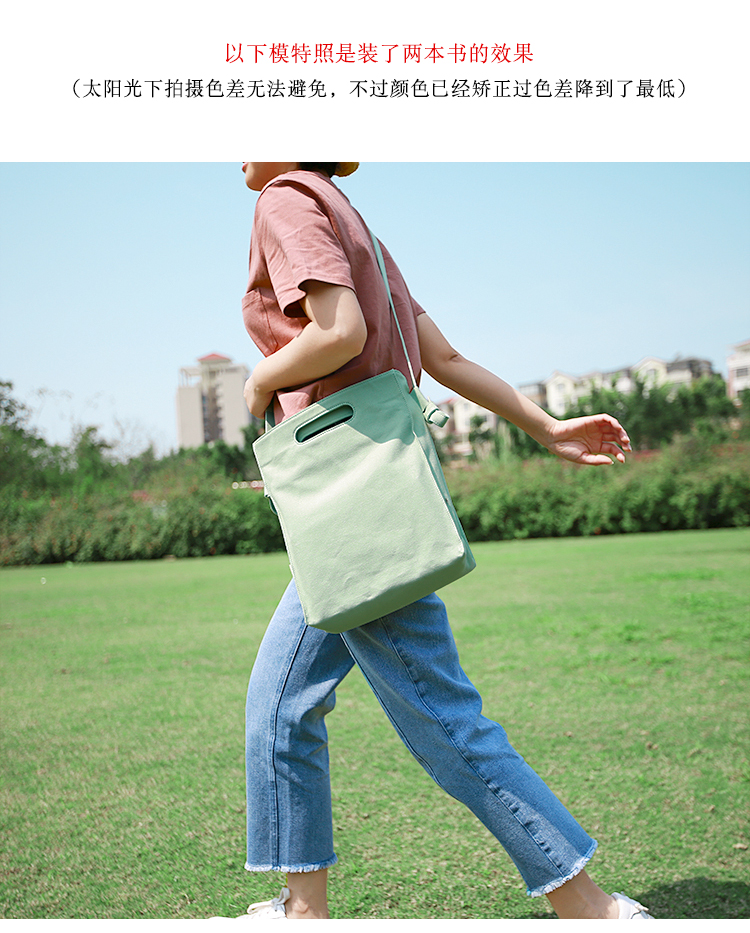 以下模特照是装了两本书的效果
（太阳光下拍摄色差无法避免，不过颜色已经矫正过色差降到了最低）